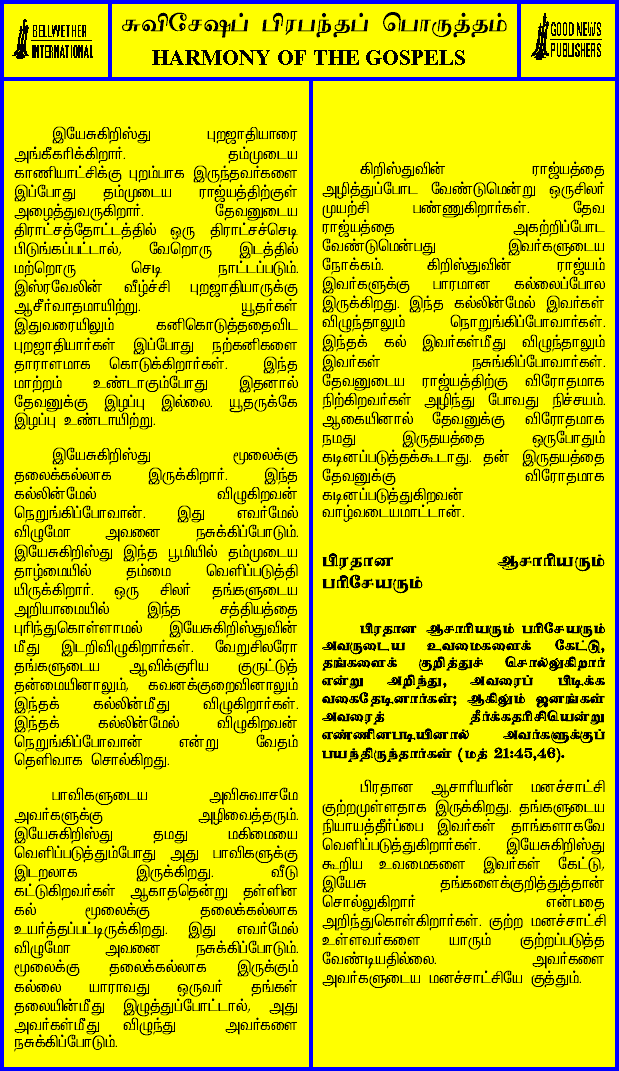 BELLWETHER
INTERNATIONAL
சுவிசேஷப் பிரபந்தப் பொருத்தம்
HARMONY OF THE GOSPELS
GOOD NEWS
PUBLISHERS
இயேசுகிறிஸ்து புறஜாதியாரை
அங்கீகரிக்கிறார். தம்முடைய
காணியாட்சிக்கு புறம்பாக இருந்தவர்களை
இப்போது தம்முடைய ராஜ்யத்திற்குள்
அழைத்துவருகிறார். தேவனுடைய
திராட்சத்தோட்டத்தில் ஒரு திராட்சச்செடி
பிடுங்கப்பட்டால், வேறொரு இடத்தில்
மற்றொரு செடி நாட்டப்படும்.
இஸ்ரவேலின் வீழ்ச்சி புறஜாதியாருக்கு
ஆசீர்வாதமாயிற்று. யூதர்கள்
இதுவரையிலும் கனிகொடுத்ததைவிட
புறஜாதியார்கள் இப்போது நற்கனிகளை
தாராளமாக கொடுக்கிறார்கள். இந்த
மாற்றம் உண்டாகும்போது இதனால்
தேவனுக்கு இழப்பு இல்லை. யூதருக்கே
இழப்பு உண்டாயிற்று.
இயேசுகிறிஸ்து மூலைக்கு
தலைக்கல்லாக இருக்கிறார். இந்த
கல்லின்மேல் விழுகிறவன்
நெறுங்கிப்போவான். இது எவர்மேல்
விழுமோ அவனை நசுக்கிப்போடும்.
இயேசுகிறிஸ்து இந்த பூமியில் தம்முடைய
தாழ்மையில் தம்மை வெளிப்படுத்தி
யிருக்கிறார். ஒரு சிலர் தங்களுடைய
அறியாமையில் இந்த சத்தியத்தை
புரிந்துகொள்ளாமல் இயேசுகிறிஸ்துவின்
மீது இடறிவிழுகிறார்கள். வேறுசிலரோ
தங்களுடைய ஆவிக்குரிய குருட்டுத்
தன்மையினாலும், கவனக்குறைவினாலும்
இந்தக் கல்லின்மீது விழுகிறார்கள்.
இந்தக் கல்லின்மேல் விழுகிறவன்
நெறுங்கிப்போவான் என்று வேதம்
தெளிவாக சொல்கிறது.
பாவிகளுடைய அவிசுவாசமே
அவர்களுக்கு அழிவைத்தரும்.
இயேசுகிறிஸ்து தமது மகிமையை
வெளிப்படுத்தும்போது அது பாவிகளுக்கு
இடறலாக இருக்கிறது. வீடு
கட்டுகிறவர்கள் ஆகாததென்று தள்ளின
கல் மூலைக்கு தலைக்கல்லாக
உயர்த்தப்பட்டிருக்கிறது. இது எவர்மேல்
விழுமோ அவனை நசுக்கிப்போடும்.
மூலைக்கு தலைக்கல்லாக இருக்கும்
கல்லை யாராவது ஒருவர் தங்கள்
தலையின்மீது இழுத்துப்போட்டால், அது
அவர்கள்மீது விழுந்து அவர்களை
நசுக்கிப்போடும்.
கிறிஸ்துவின் ராஜ்யத்தை
அழித்துப்போட வேண்டுமென்று ஒருசிலர்
முயற்சி பண்ணுகிறார்கள். தேவ
ராஜ்யத்தை அகற்றிப்போட
வேண்டுமென்பது இவர்களுடைய
நோக்கம். கிறிஸ்துவின் ராஜ்யம்
இவர்களுக்கு பாரமான கல்லைப்போல
இருக்கிறது. இந்த கல்லின்மேல் இவர்கள்
விழுந்தாலும் நொறுங்கிப்போவார்கள்.
இந்தக் கல் இவர்கள்மீது விழுந்தாலும்
இவர்கள் நசுங்கிப்போவார்கள்.
தேவனுடைய ராஜ்யத்திற்கு விரோதமாக
நிற்கிறவர்கள் அழிந்து போவது நிச்சயம்.
ஆகையினால் தேவனுக்கு விரோதமாக
நமது இருதயத்தை ஒருபோதும்
கடினப்படுத்தக்கூடாது. தன் இருதயத்தை
தேவனுக்கு விரோதமாக
கடினப்படுத்துகிறவன்
வாழ்வடையமாட்டான்.
பிரதான ஆசாரியரும்
பரிசேயரும்
பிரதான ஆசாரியரும் பரிசேயரும்
அவருடைய உவமைகளைக் கேட்டு,
தங்களைக் குறித்துச் சொல்லுகிறார்
என்று அறிந்து, அவரைப் பிடிக்க
வகைதேடினார்கள்; ஆகிலும் ஜனங்கள்
அவரைத் தீர்க்கதரிசியென்று
எண்ணினபடியினால் அவர்களுக்குப்
பயந்திருந்தார்கள் (மத் 21:45,46).
பிரதான ஆசாரியரின் மனச்சாட்சி
குற்றமுள்ளதாக இருக்கிறது. தங்களுடைய
நியாயத்தீர்ப்பை இவர்கள் தாங்களாகவே
வெளிப்படுத்துகிறார்கள். இயேசுகிறிஸ்து
கூறிய உவமைகளை இவர்கள் கேட்டு,
இயேசு தங்களைக்குறித்துத்தான்
சொல்லுகிறார் என்பதை
அறிந்துகொள்கிறார்கள். குற்ற மனச்சாட்சி
உள்ளவர்களை யாரும் குற்றப்படுத்த
வேண்டியதில்லை. அவர்களை
அவர்களுடைய மனச்சாட்சியே குத்தும்.